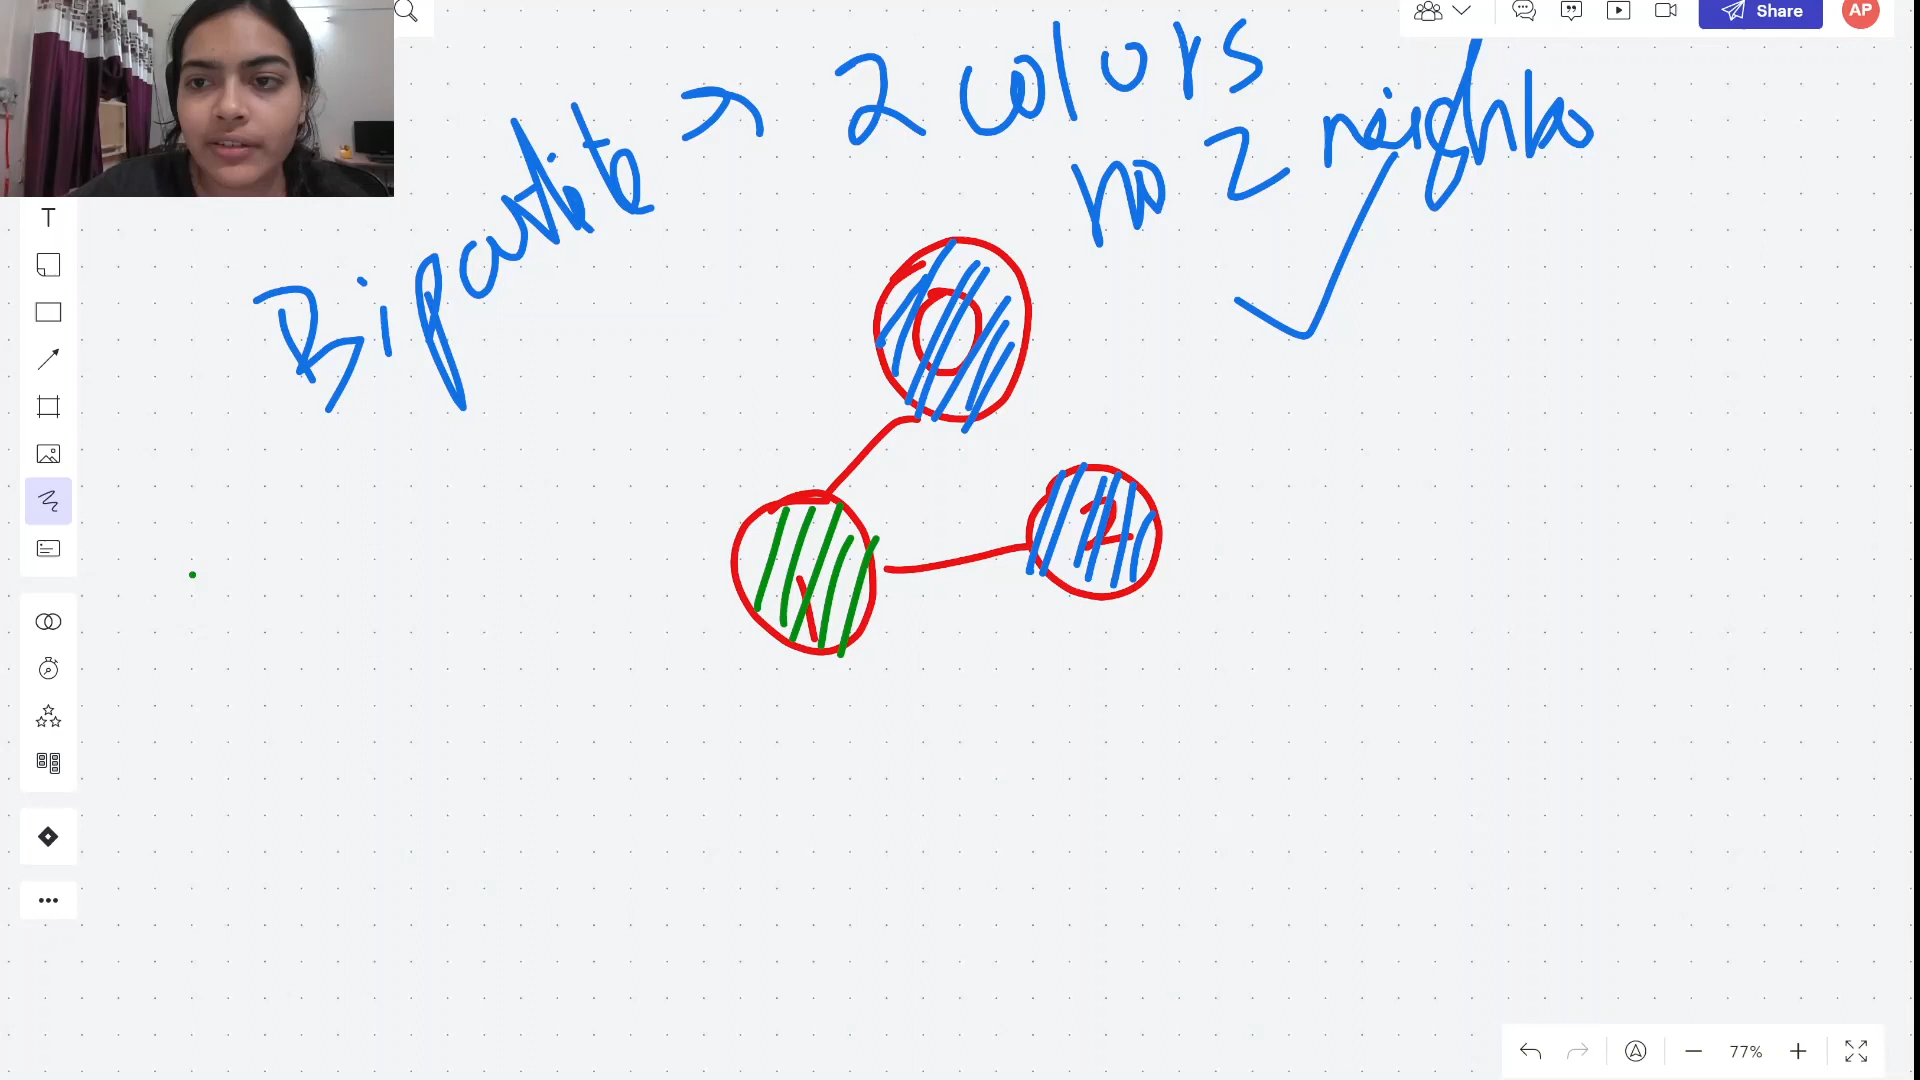 Share
AP
T
Bipartite → 2 colors
no 2 neighbo
0
1
2
77%